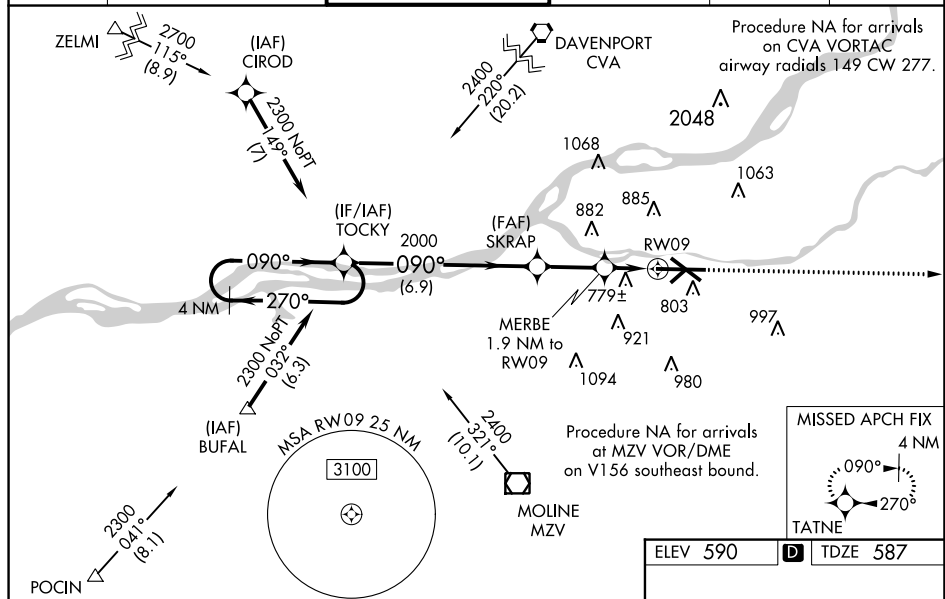 ZELMI
2700
115°
(8.9)
(IAF)
CIROD
2300 NoPT
149°
(7)
DAVENPORT
CVA
2400
220°
(20.2)
Procedure NA for arrivals
on CVA VORTAC
airway radials 149 CW 277.
2048
1068
1063
882
885
(IF/IAF)
TOCKY
2000
090°
(6.9)
(FAF)
SKRAP
RW09
090°
270°
4 NM
779±
803
MERBE
1.9 NM to
RW09
921
997
1094
980
2300 NoPT
032°
(6.3)
(IAF)
BUFAL
MSA RW09 25 NM
3100
2400
321°
(10.1)
MOLINE
MZV
Procedure NA for arrivals
at MZV VOR/DME
on V156 southeast bound.
MISSED APCH FIX
4 NM
090°
270°
TATNE
2300
041°
(8.1)
POCIN
ELEV 590 D TDZE 587